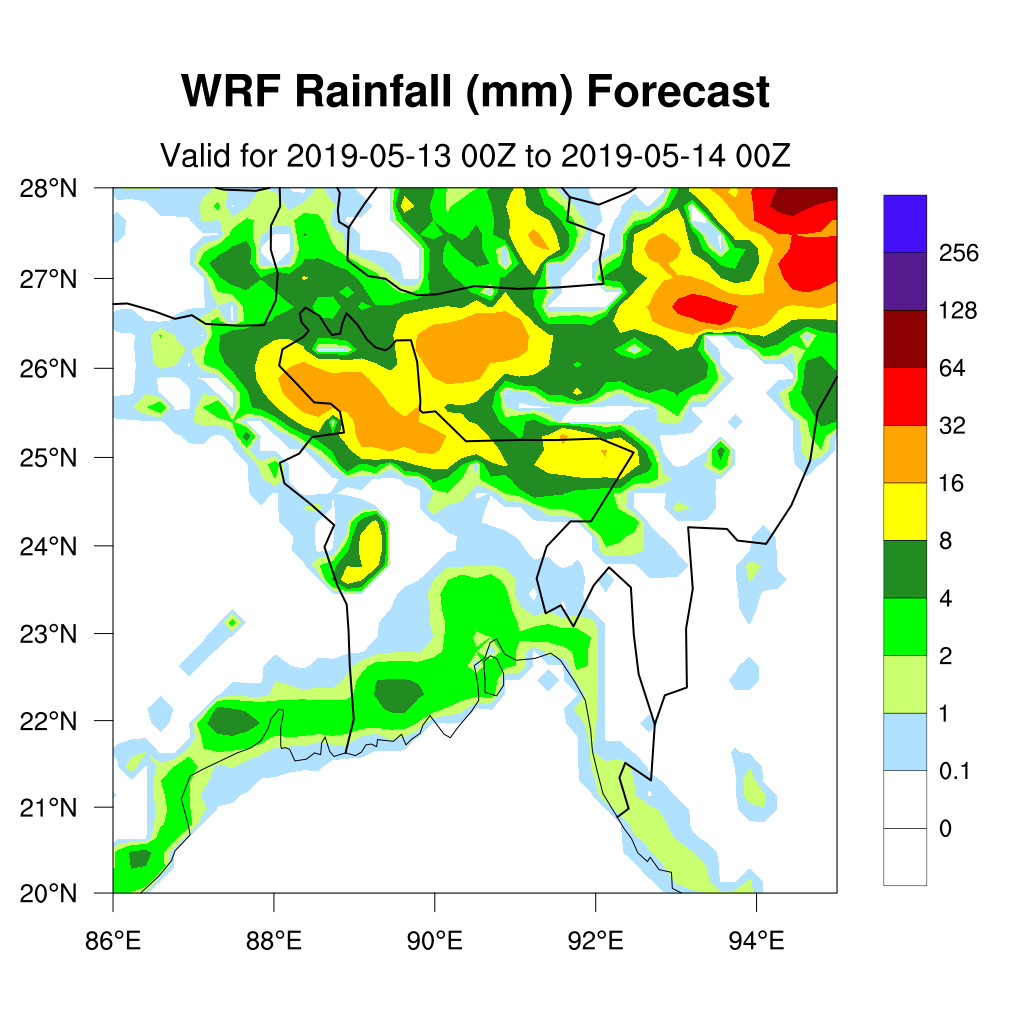 WRF Rainfall (mm) Forecast
Valid for 2019-05-13 00Z to 2019-05-14 00Z
28°N
27°N
26°N
25°N
24°N
23°N
22°N
21°N
20°N
86°E 88°E 90°E 92°E 94°E
256
128
64
32
16
8
4
2
1
0.1
0